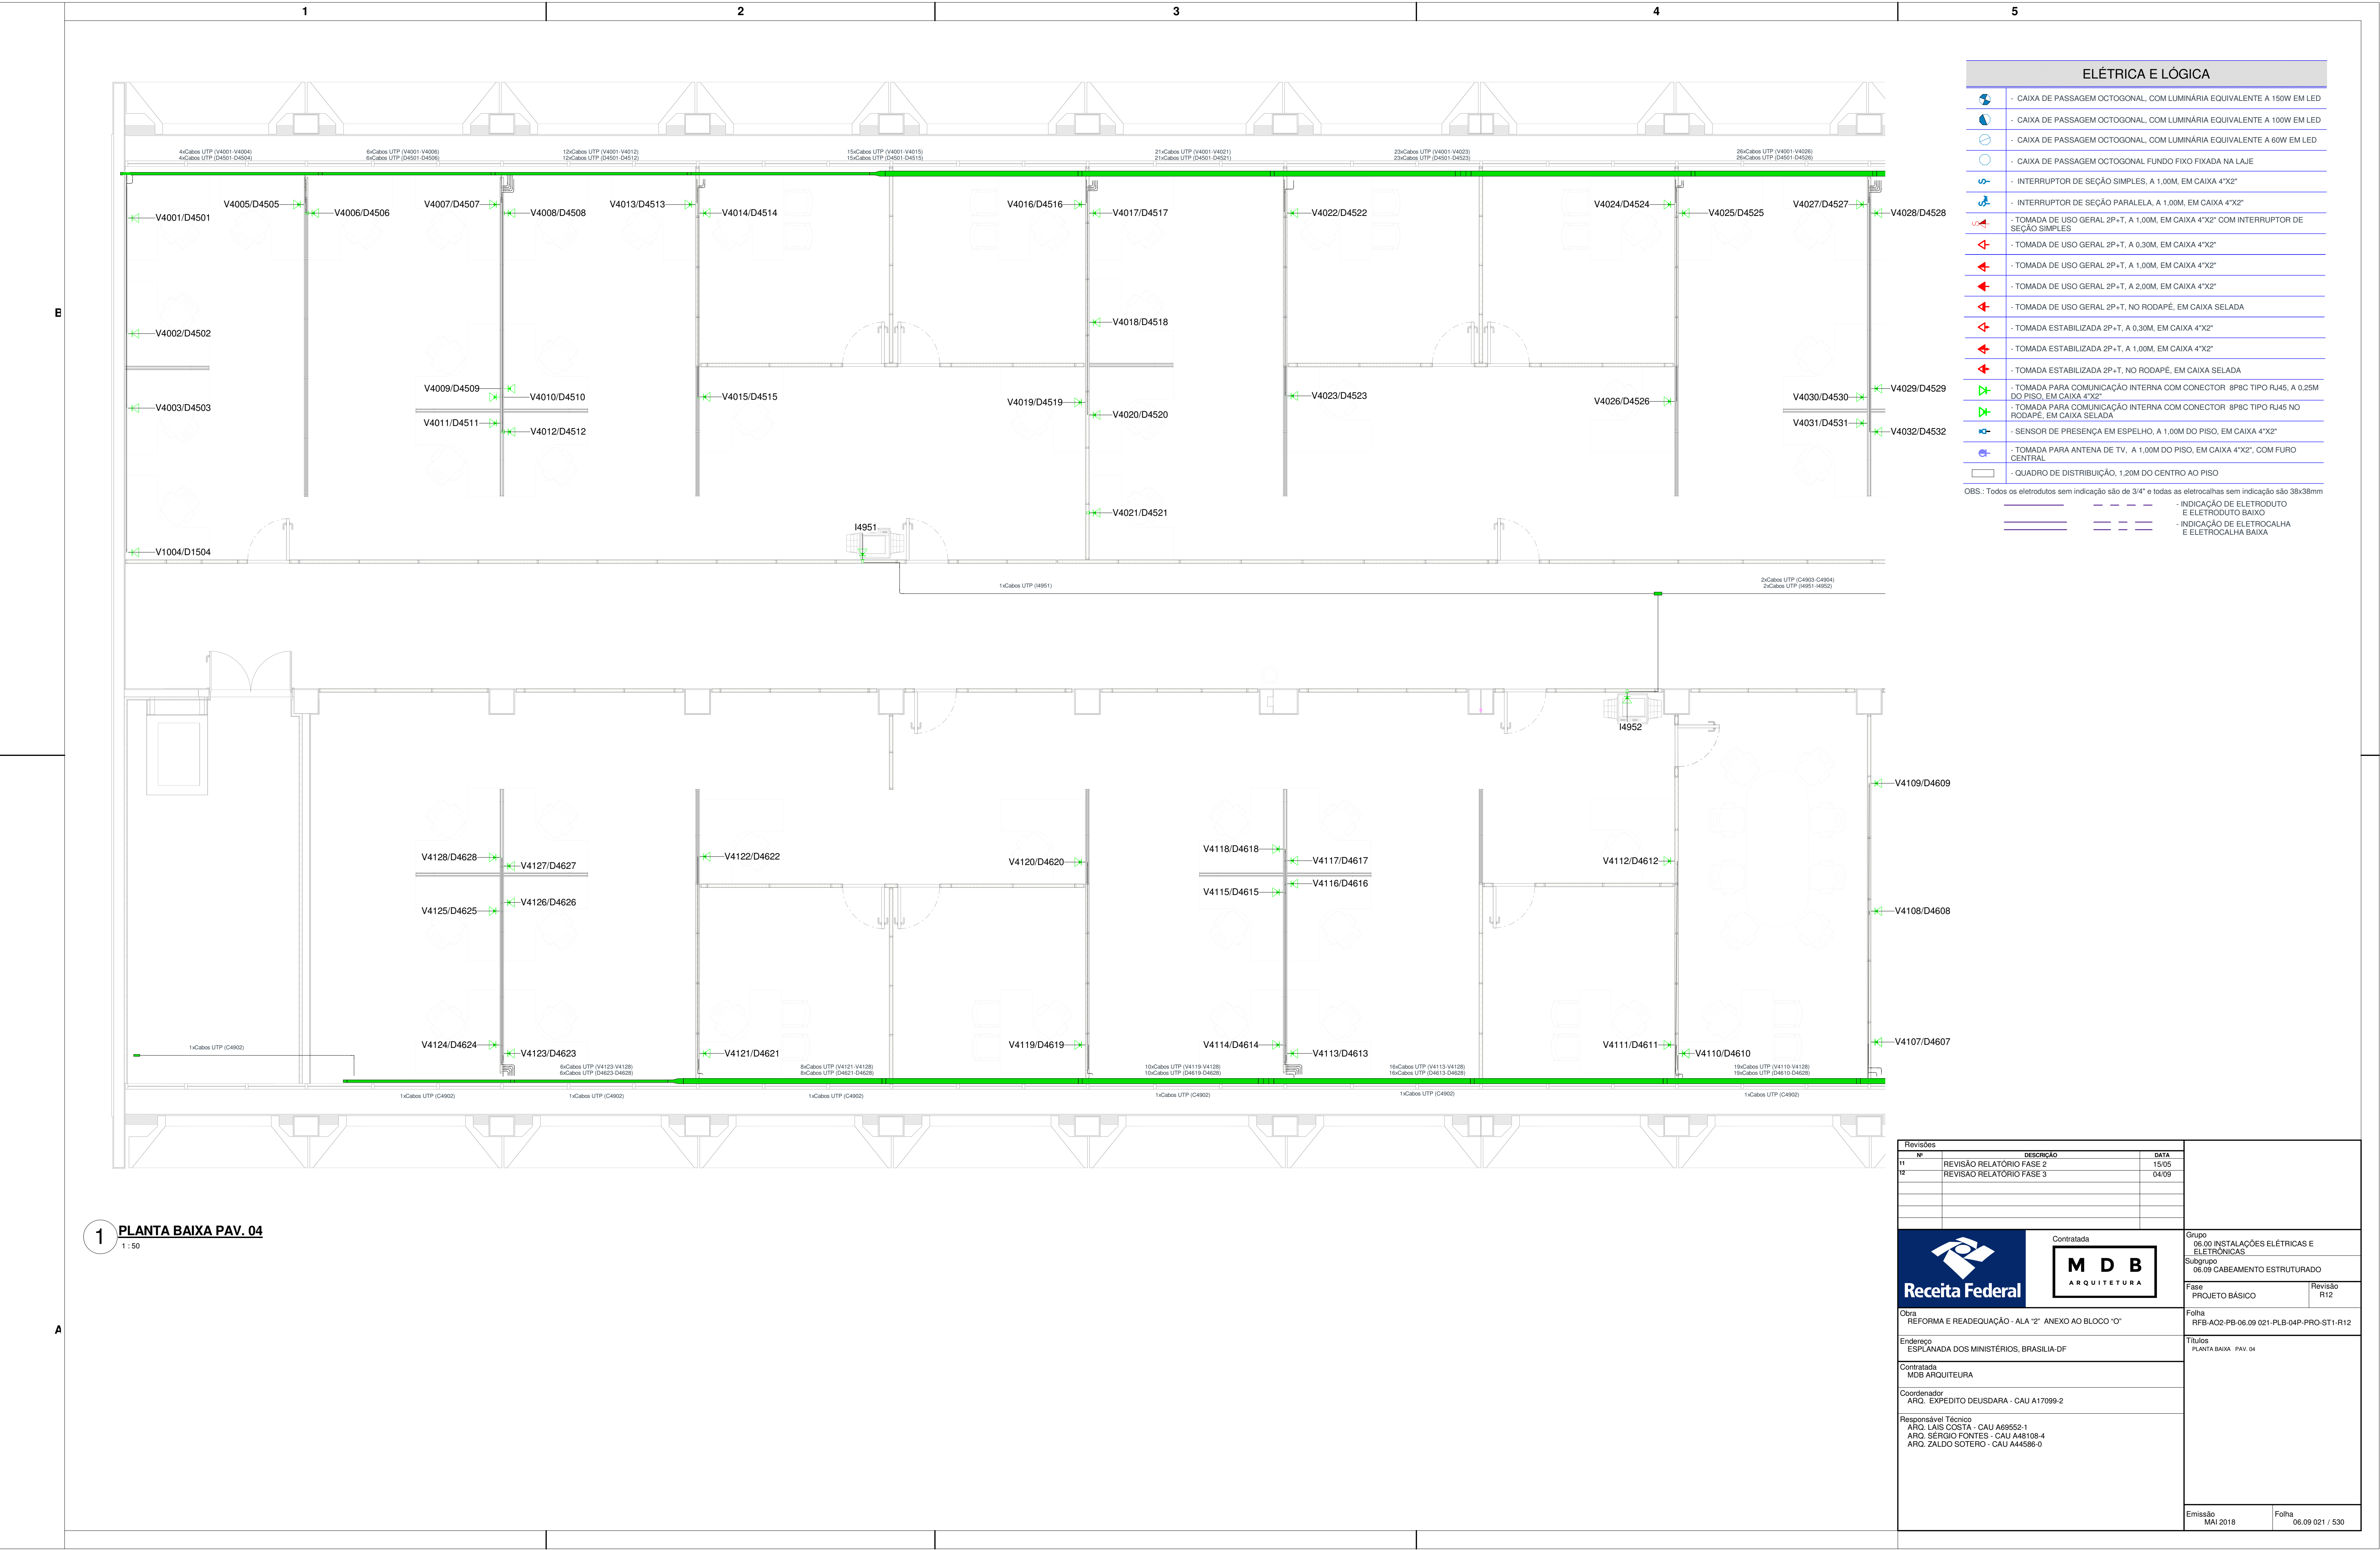 1
2
3
4
5
B
A
4xCabos UTP (V4001-V4004)
4xCabos UTP (D4501-D4504)
6xCabos UTP (V4001-V4006)
6xCabos UTP (D4501-D4506)
12xCabos UTP (V4001-V4012)
12xCabos UTP (D4501-D4512)
15xCabos UTP (V4001-V4015)
15xCabos UTP (D4501-D4515)
21xCabos UTP (V4001-V4021)
21xCabos UTP (D4501-D4521)
23xCabos UTP (V4001-V4023)
23xCabos UTP (D4501-D4523)
26xCabos UTP (V4001-V4026)
26xCabos UTP (D4501-D4526)
V4001/D4501
V4005/D4505
V4006/D4506
V4007/D4507
V4008/D4508
V4013/D4513
V4014/D4514
V4016/D4516
V4017/D4517
V4022/D4522
V4024/D4524
V4025/D4525
V4027/D4527
V4028/D4528
V4002/D4502
V4018/D4518
V4003/D4503
V4009/D4509
V4010/D4510
V4011/D4511
V4012/D4512
V4015/D4515
V4019/D4519
V4020/D4520
V4023/D4523
V4026/D4526
V4029/D4529
V4030/D4530
V4031/D4531
V4032/D4532
V4021/D4521
I4951
V1004/D1504
1xCabos UTP (I4951)
2xCabos UTP (C4903-C4904)
2xCabos UTP (I4951-I4952)
I4952
V4109/D4609
V4128/D4628
V4127/D4627
V4122/D4622
V4120/D4620
V4118/D4618
V4117/D4617
V4112/D4612
V4116/D4616
V4115/D4615
V4126/D4626
V4125/D4625
V4108/D4608
V4124/D4624
V4123/D4623
V4121/D4621
V4119/D4619
V4114/D4614
V4113/D4613
V4111/D4611
V4110/D4610
V4107/D4607
1xCabos UTP (C4902)
6xCabos UTP (V4123-V4128)
6xCabos UTP (D4623-D4628)
8xCabos UTP (V4121-V4128)
8xCabos UTP (D4621-D4628)
10xCabos UTP (V4119-V4128)
10xCabos UTP (D4619-D4628)
16xCabos UTP (V4113-V4128)
16xCabos UTP (D4613-D4628)
19xCabos UTP (V4110-V4128)
19xCabos UTP (D4610-D4628)
1xCabos UTP (C4902)
1xCabos UTP (C4902)
1xCabos UTP (C4902)
1xCabos UTP (C4902)
1xCabos UTP (C4902)
1xCabos UTP (C4902)
1 PLANTA BAIXA PAV. 04
1 : 50
ELÉTRICA E LÓGICA
- CAIXA DE PASSAGEM OCTOGONAL, COM LUMINÁRIA EQUIVALENTE A 150W EM LED
- CAIXA DE PASSAGEM OCTOGONAL, COM LUMINÁRIA EQUIVALENTE A 100W EM LED
- CAIXA DE PASSAGEM OCTOGONAL, COM LUMINÁRIA EQUIVALENTE A 60W EM LED
- CAIXA DE PASSAGEM OCTOGONAL FUNDO FIXO FIXADA NA LAJE
- INTERRUPTOR DE SEÇÃO SIMPLES, A 1,00M, EM CAIXA 4"X2"
- INTERRUPTOR DE SEÇÃO PARALELA, A 1,00M, EM CAIXA 4"X2"
- TOMADA DE USO GERAL 2P+T, A 1,00M, EM CAIXA 4"X2" COM INTERRUPTOR DE
SEÇÃO SIMPLES
- TOMADA DE USO GERAL 2P+T, A 0,30M, EM CAIXA 4"X2"
- TOMADA DE USO GERAL 2P+T, A 1,00M, EM CAIXA 4"X2"
- TOMADA DE USO GERAL 2P+T, A 2,00M, EM CAIXA 4"X2"
- TOMADA DE USO GERAL 2P+T, NO RODAPÉ, EM CAIXA SELADA
- TOMADA ESTABILIZADA 2P+T, A 0,30M, EM CAIXA 4"X2"
- TOMADA ESTABILIZADA 2P+T, A 1,00M, EM CAIXA 4"X2"
- TOMADA ESTABILIZADA 2P+T, NO RODAPÉ, EM CAIXA SELADA
- TOMADA PARA COMUNICAÇÃO INTERNA COM CONECTOR 8P8C TIPO RJ45, A 0,25M
DO PISO, EM CAIXA 4"X2"
- TOMADA PARA COMUNICAÇÃO INTERNA COM CONECTOR 8P8C TIPO RJ45 NO
RODAPÉ, EM CAIXA SELADA
- SENSOR DE PRESENÇA EM ESPELHO, A 1,00M DO PISO, EM CAIXA 4"X2"
- TOMADA PARA ANTENA DE TV, A 1,00M DO PISO, EM CAIXA 4"X2", COM FURO
CENTRAL
- QUADRO DE DISTRIBUIÇÃO, 1,20M DO CENTRO AO PISO
OBS.: Todos os eletrodutos sem indicação são de 3/4" e todas as eletrocalhas sem indicação são 38x38mm
- INDICAÇÃO DE ELETRODUTO
E ELETRODUTO BAIXO
- INDICAÇÃO DE ELETROCALHA
E ELETROCALHA BAIXA
Revisões
Nº DESCRIÇÃO DATA
11 REVISÃO RELATÓRIO FASE 2 15/05
12 REVISAO RELATÓRIO FASE 3 04/09
Receita Federal
Contratada
MDB
ARQUITETURA
Grupo
06.00 INSTALAÇÕES ELÉTRICAS E
ELETRÔNICAS
Subgrupo
06.09 CABEAMENTO ESTRUTURADO
Fase
PROJETO BÁSICO
Revisão
R12
Obra
REFORMA E READEQUAÇÃO - ALA "2" ANEXO AO BLOCO "O"
Folha
RFB-AO2-PB-06.09 021-PLB-04P-PRO-ST1-R12
Endereço
ESPLANADA DOS MINISTÉRIOS, BRASILIA-DF
Títulos
PLANTA BAIXA PAV. 04
Contratada
MDB ARQUITEURA
Coordenador
ARQ. EXPEDITO DEUSDARA - CAU A17099-2
Responsável Técnico
ARQ. LAIS COSTA - CAU A69552-1
ARQ. SÉRGIO FONTES - CAU A48108-4
ARQ. ZALDO SOTERO - CAU A44586-0
Emissão
MAI 2018
Folha
06.09 021 / 530